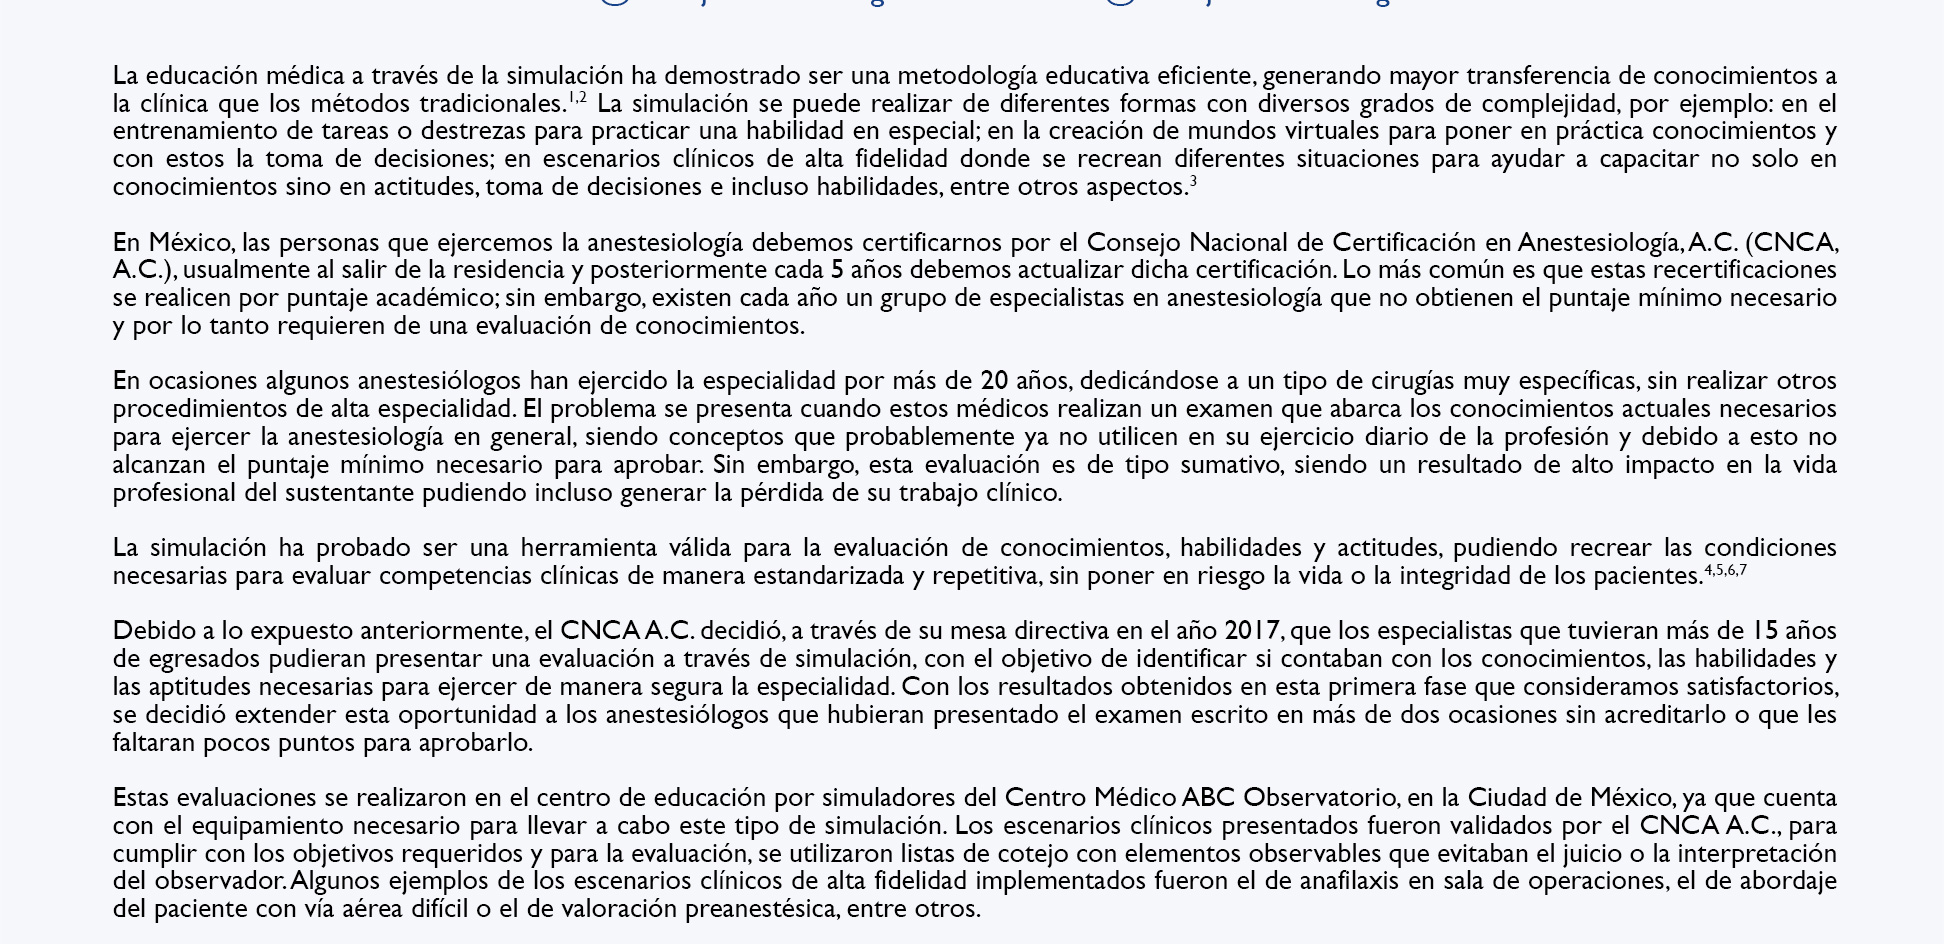 La educación médica a través de la simulación ha demostrado ser una metodología educativa eficiente, generando mayor transferencia de conocimientos a
la clínica que los métodos tradicionales.1,2 La simulación se puede realizar de diferentes formas con diversos grados de complejidad, por ejemplo: en el
entrenamiento de tareas o destrezas para practicar una habilidad en especial; en la creación de mundos virtuales para poner en práctica conocimientos y
con estos la toma de decisiones; en escenarios clínicos de alta fidelidad donde se recrean diferentes situaciones para ayudar a capacitar no solo en
conocimientos sino en actitudes, toma de decisiones e incluso habilidades, entre otros aspectos.3
En México, las personas que ejercemos la anestesiología debemos certificarnos por el Consejo Nacional de Certificación en Anestesiología, A.C. (CNCA,
A.C.), usualmente al salir de la residencia y posteriormente cada 5 años debemos actualizar dicha certificación. Lo más común es que estas recertificaciones
se realicen por puntaje académico; sin embargo, existen cada año un grupo de especialistas en anestesiología que no obtienen el puntaje mínimo necesario
y por lo tanto requieren de una evaluación de conocimientos.
En ocasiones algunos anestesiólogos han ejercido la especialidad por más de 20 años, dedicándose a un tipo de cirugías muy específicas, sin realizar otros
procedimientos de alta especialidad. El problema se presenta cuando estos médicos realizan un examen que abarca los conocimientos actuales necesarios
para ejercer la anestesiología en general, siendo conceptos que probablemente ya no utilicen en su ejercicio diario de la profesión y debido a esto no
alcanzan el puntaje mínimo necesario para aprobar. Sin embargo, esta evaluación es de tipo sumativo, siendo un resultado de alto impacto en la vida
profesional del sustentante pudiendo incluso generar la pérdida de su trabajo clínico.
La simulación ha probado ser una herramienta válida para la evaluación de conocimientos, habilidades y actitudes, pudiendo recrear las condiciones
necesarias para evaluar competencias clínicas de manera estandarizada y repetitiva, sin poner en riesgo la vida o la integridad de los pacientes.4,5,6,7
Debido a lo expuesto anteriormente, el CNCA A.C. decidió, a través de su mesa directiva en el año 2017, que los especialistas que tuvieran más de 15 años
de egresados pudieran presentar una evaluación a través de simulación, con el objetivo de identificar si contaban con los conocimientos, las habilidades y
las aptitudes necesarias para ejercer de manera segura la especialidad. Con los resultados obtenidos en esta primera fase que consideramos satisfactorios,
se decidió extender esta oportunidad a los anestesiólogos que hubieran presentado el examen escrito en más de dos ocasiones sin acreditarlo o que les
faltaran pocos puntos para aprobarlo.
Estas evaluaciones se realizaron en el centro de educación por simuladores del Centro Médico ABC Observatorio, en la Ciudad de México, ya que cuenta
con el equipamiento necesario para llevar a cabo este tipo de simulación. Los escenarios clínicos presentados fueron validados por el CNCA A.C., para
cumplir con los objetivos requeridos y para la evaluación, se utilizaron listas de cotejo con elementos observables que evitaban el juicio o la interpretación
del observador. Algunos ejemplos de los escenarios clínicos de alta fidelidad implementados fueron el de anafilaxis en sala de operaciones, el de abordaje
del paciente con vía aérea difícil o el de valoración preanestésica, entre otros.